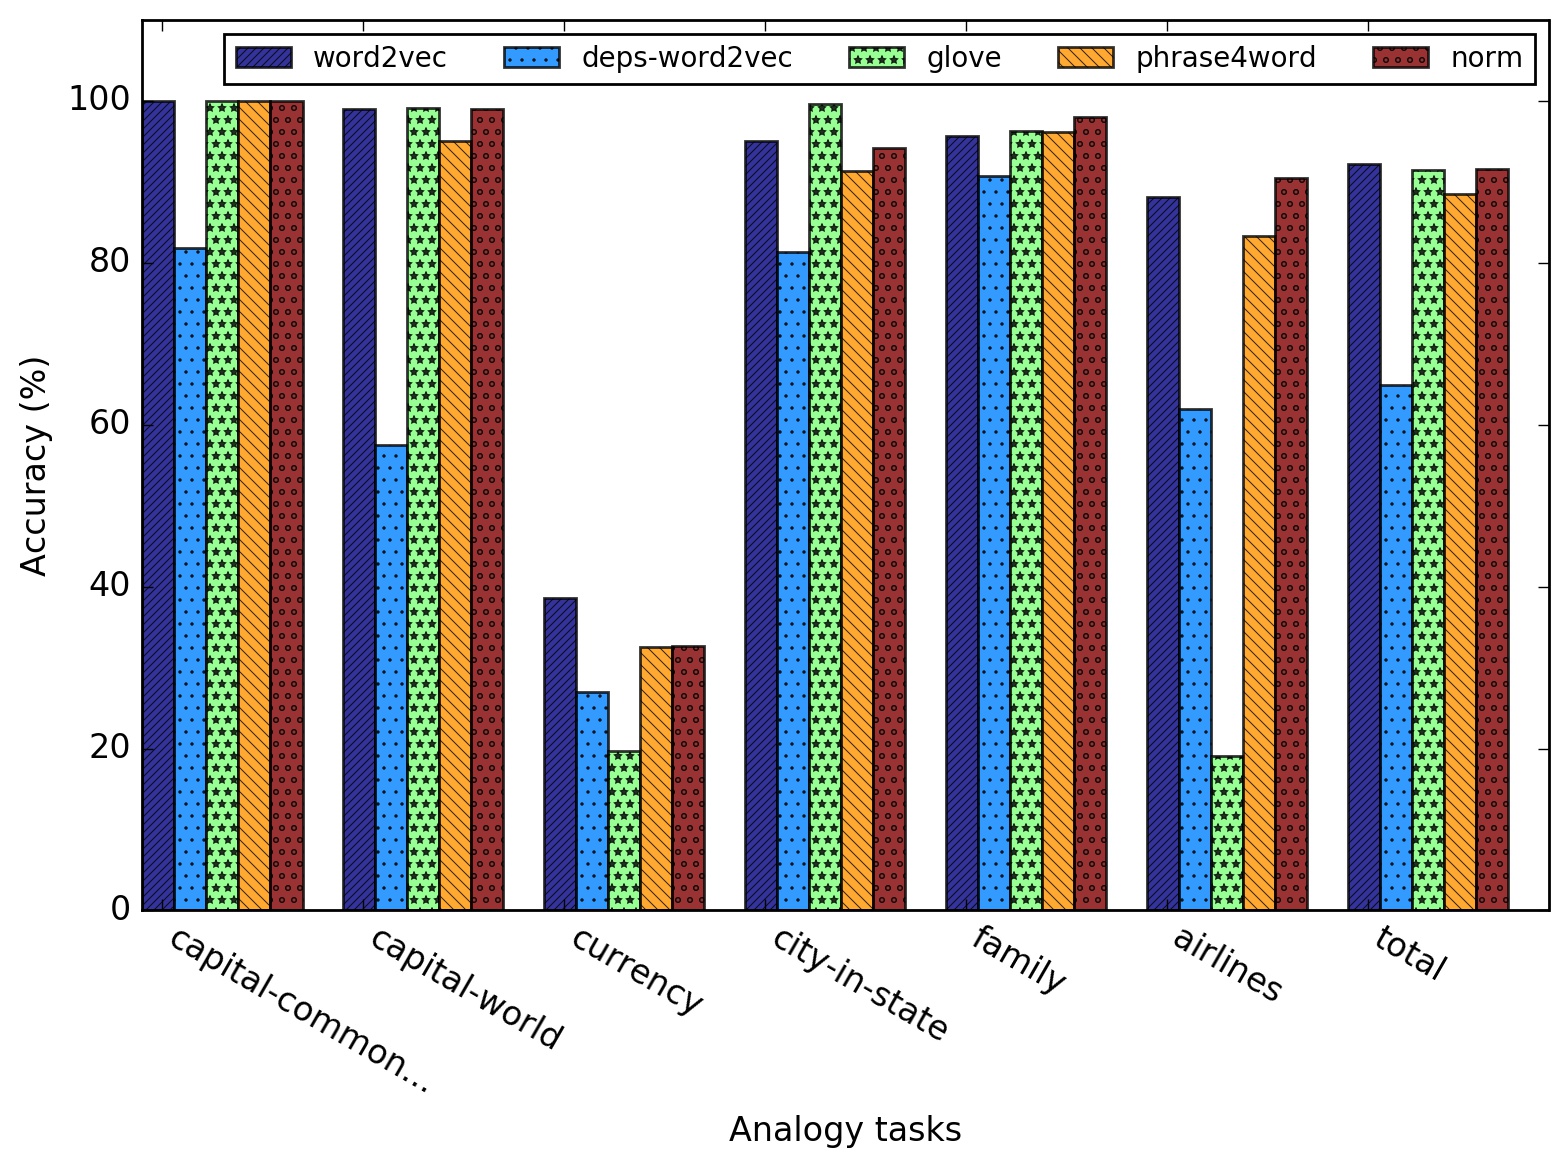 word2vec deps-word2vec glove phrase4word norm
100
80
60
40
20
0
Accuracy (%)
capital-common...
capital-world
currency
city-in-state
family
airlines
total
Analogy tasks